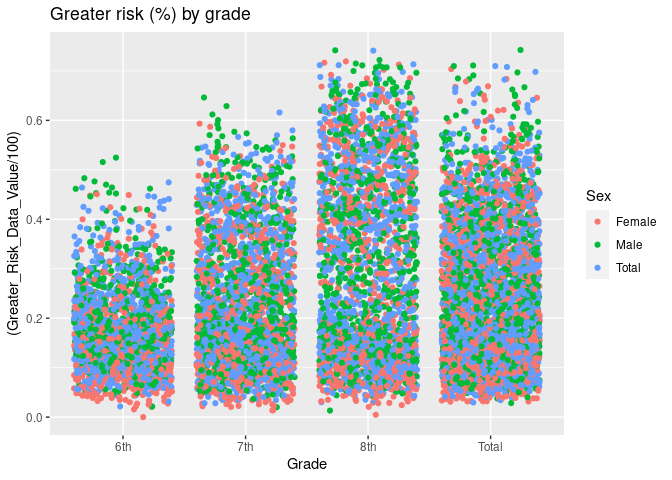 Greater risk (%) by grade
(Greater_Risk_Data_Value/100)
0.6
0.4
0.2
0.0
6th
7th
8th
Total
Grade
Sex
Female
Male
Total